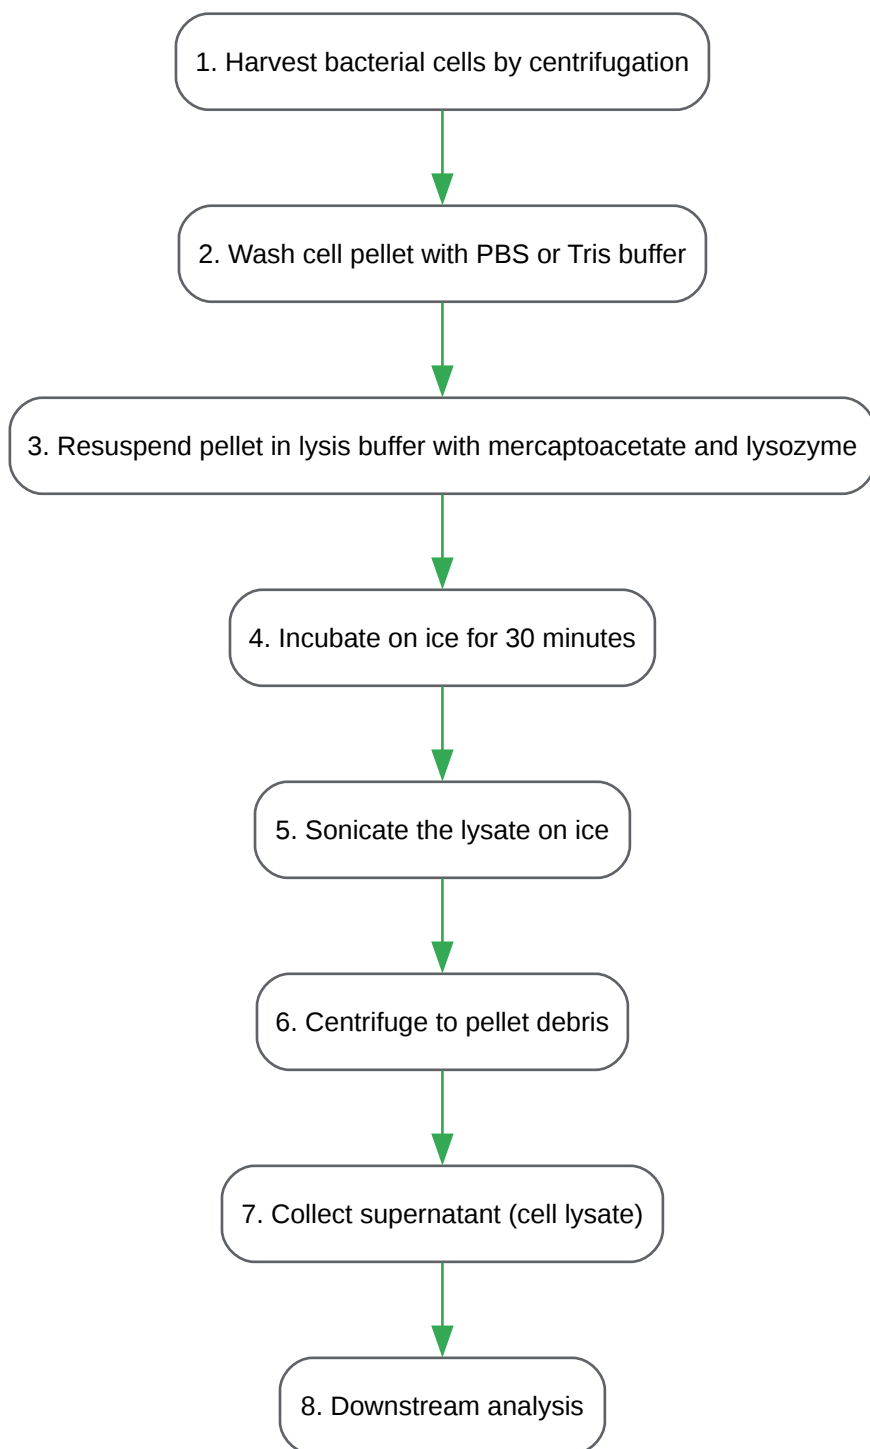 1. Harvest bacterial cells by centrifugation
2. Wash cell pellet with PBS or Tris buffer
3. Resuspend pellet in lysis buffer with mercaptoacetate and lysozyme
4. Incubate on ice for 30 minutes
5. Sonicate the lysate on ice
6. Centrifuge to pellet debris
7. Collect supernatant (cell lysate)
8. Downstream analysis